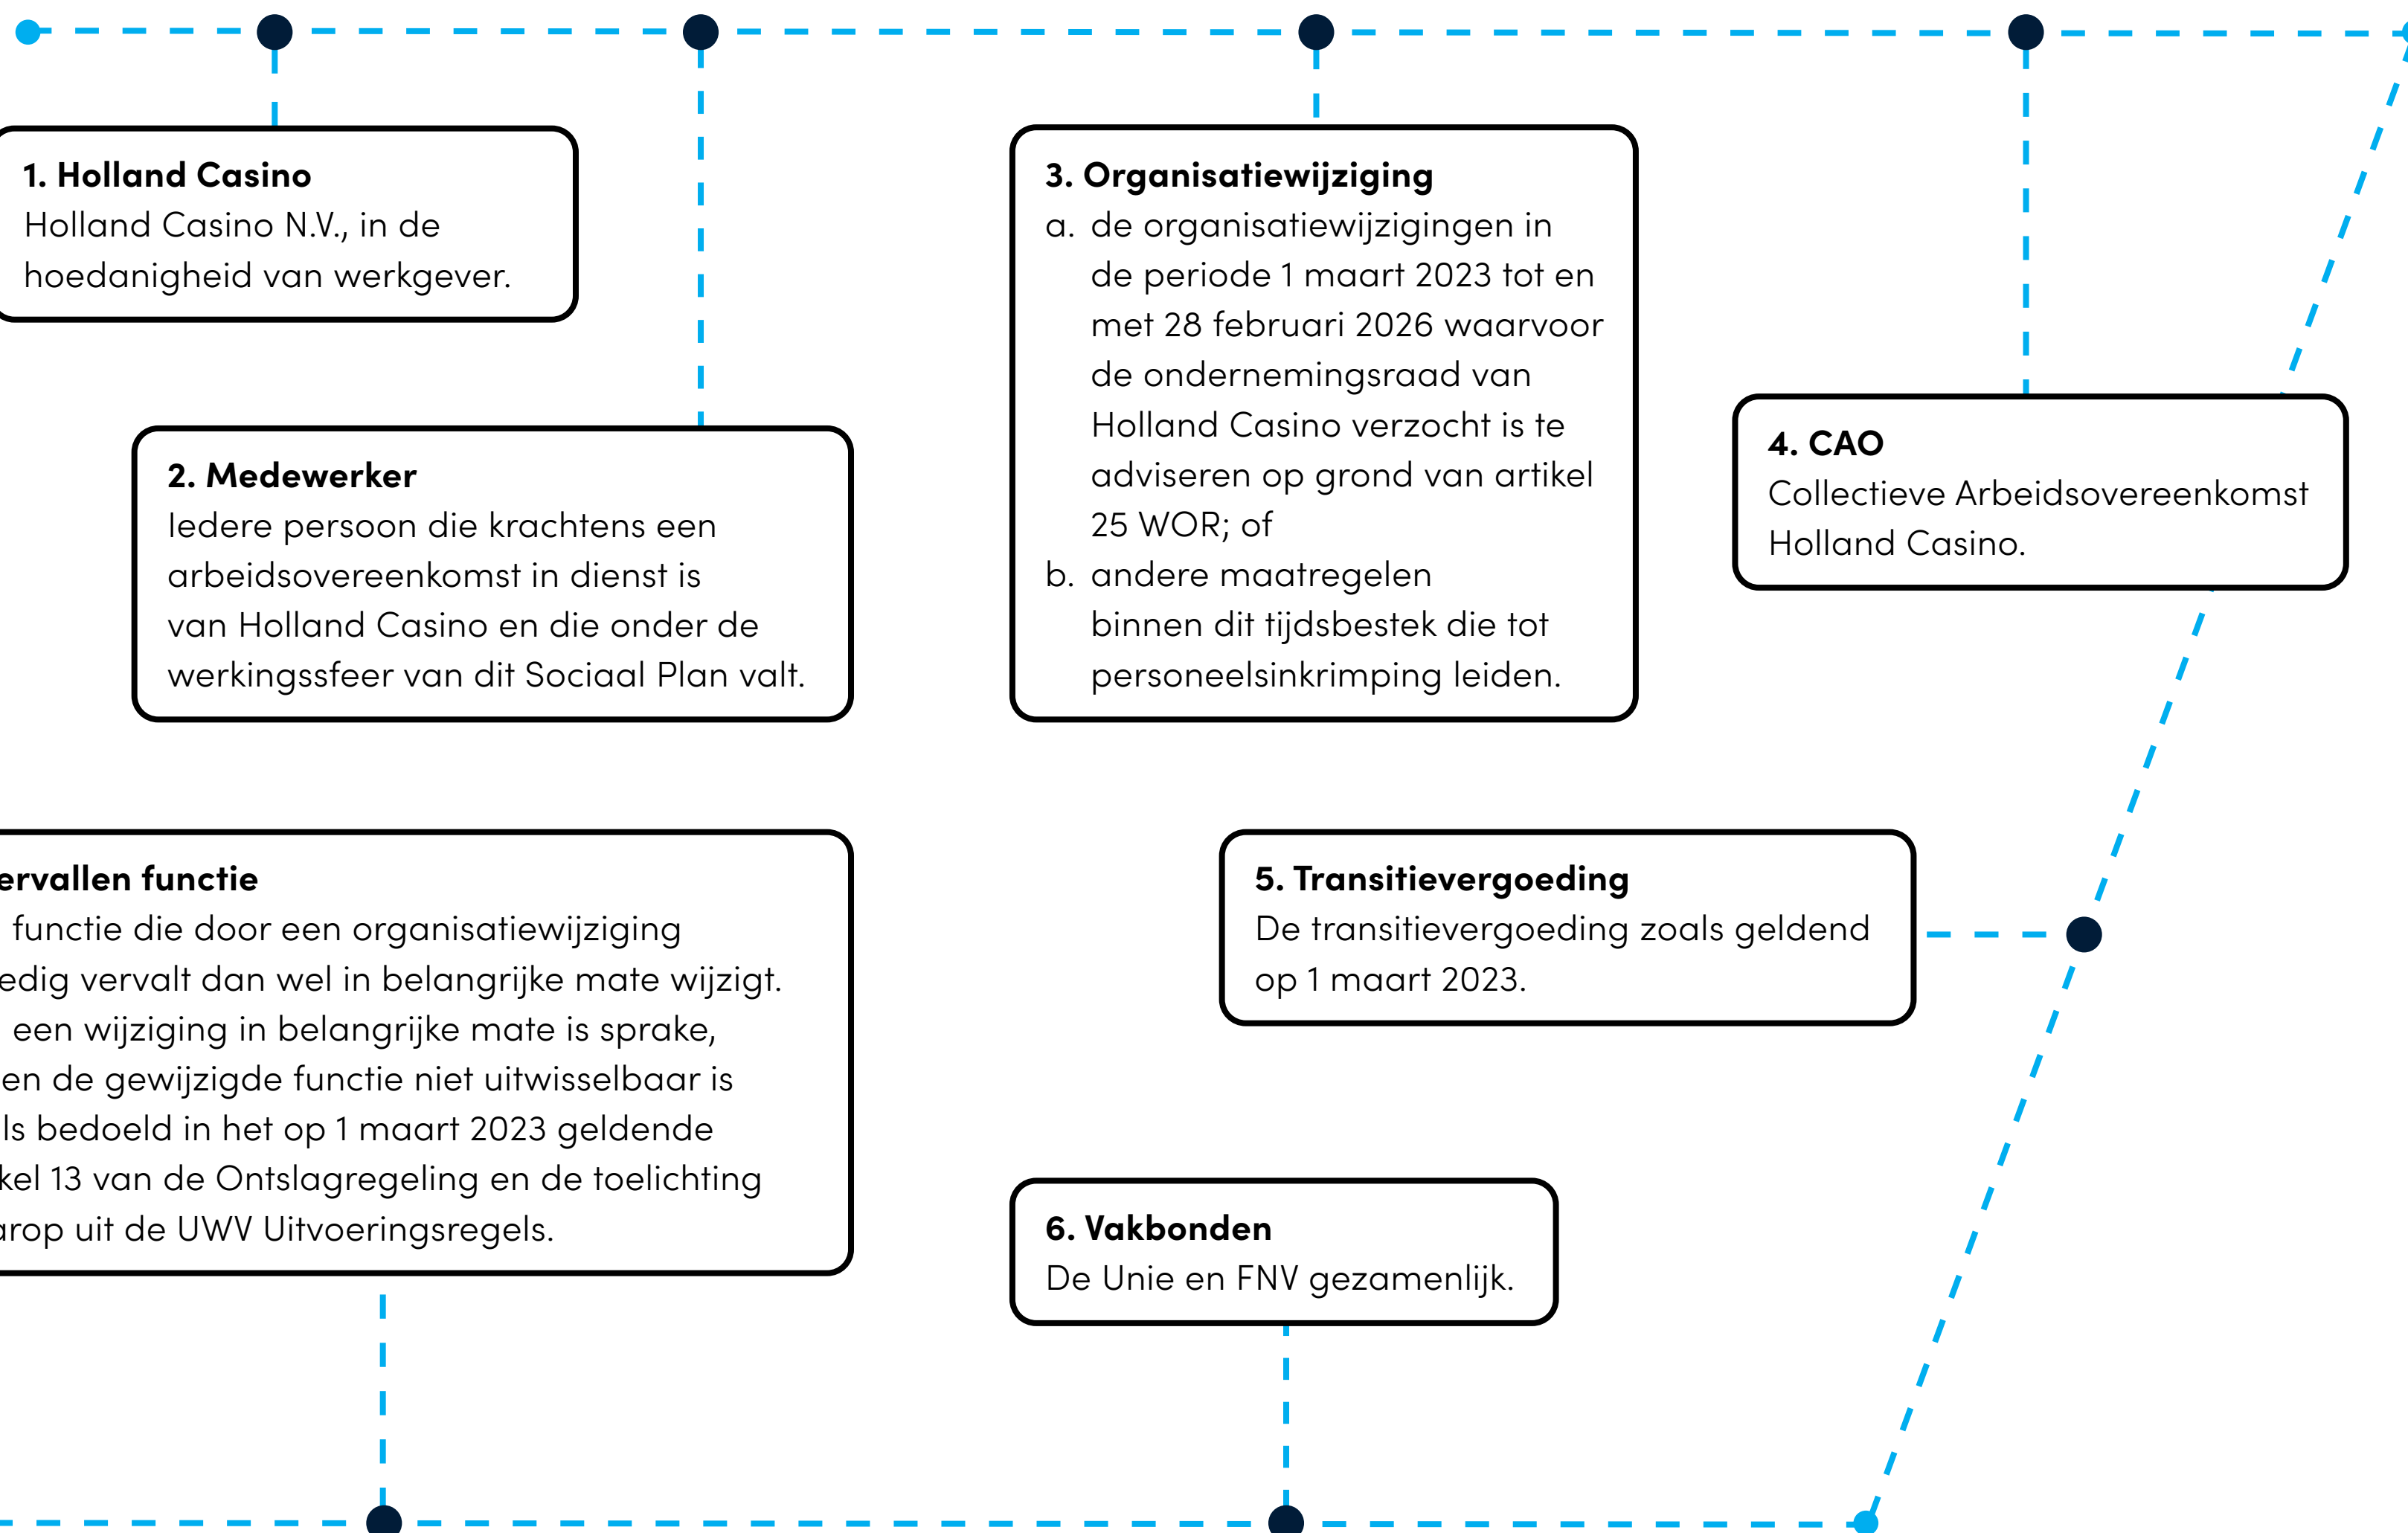 1. Holland Casino
Holland Casino N.V., in de
hoedanigheid van werkgever.
2. Medewerker
Iedere persoon die krachtens een
arbeidsovereenkomst in dienst is
van Holland Casino en die onder de
werkingssfeer van dit Sociaal Plan valt.
3. Organisatiewijziging
a. de organisatiewijzigingen in
de periode 1 maart 2023 tot en
met 28 februari 2026 waarvoor
de ondernemingsraad van
Holland Casino verzocht is te
adviseren op grond van artikel
25 WOR; of
b. andere maatregelen
binnen dit tijdsbestek die tot
personeelsinkrimping leiden.
4. CAO
Collectieve Arbeidsovereenkomst
Holland Casino.
5. Transitievergoeding
De transitievergoeding zoals geldend
op 1 maart 2023.
6. Vakbonden
De Unie en FNV gezamenlijk.
ervallen functie
functie die door een organisatiewijziging
edig vervalt dan wel in belangrijke mate wijzigt.
een wijziging in belangrijke mate is sprake,
en de gewijzigde functie niet uitwisselbaar is
ls bedoeld in het op 1 maart 2023 geldende
kel 13 van de Ontslagregeling en de toelichting
arop uit de UWV Uitvoeringsregels.